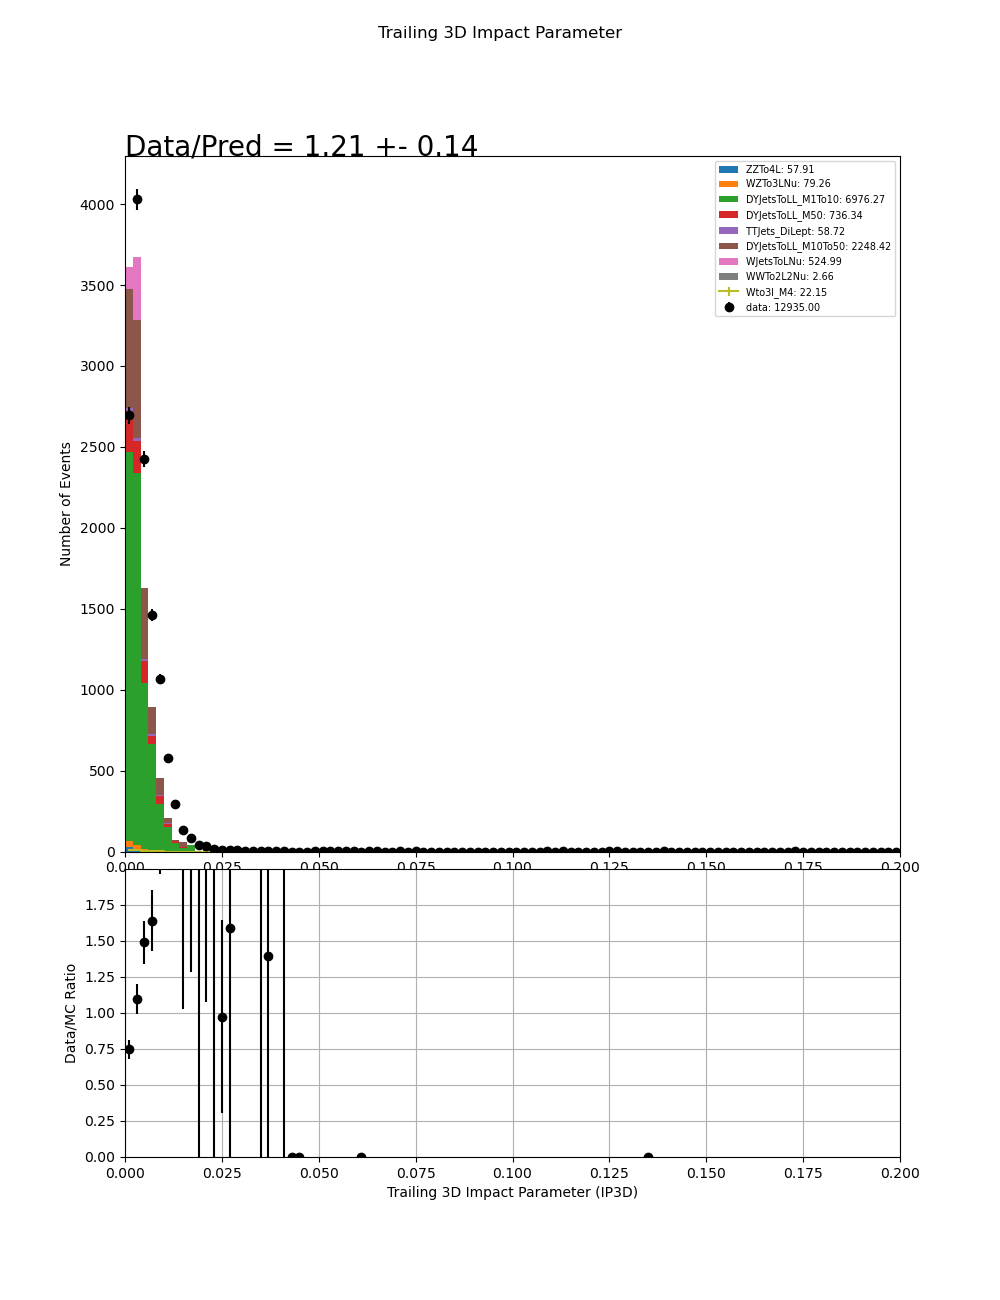 Trailing 3D Impact Parameter
Data/Pred = 1.21 +- 0.14
ZZTo4L: 57.91
WZTo3LNu: 79.26
DYJetsToLL_M1To10: 6976.27
DYJetsToLL_M50: 736.34
TTJets_DiLept: 58.72
DYJetsToLL_M10To50: 2248.42
WJetsToLNu: 524.99
WWTo2L2Nu: 2.66
Wto3l_M4: 22.15
data: 12935.00
Number of Events
4000
3500
3000
2500
2000
1500
1000
500
0
0.000 0.025 0.050 0.075 0.100 0.125 0.150 0.175 0.200
Data/MC Ratio
1.75
1.50
1.25
1.00
0.75
0.50
0.25
0.00
0.000 0.025 0.050 0.075 0.100 0.125 0.150 0.175 0.200
Trailing 3D Impact Parameter (IP3D)